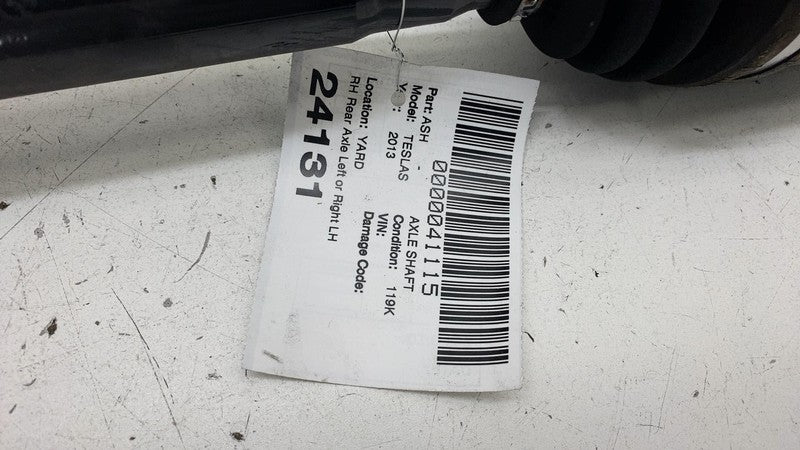 0000041115
Part: ASH - AXLE SHAFT
Model: TESLAS Condition: 119K
2013 VIN:
Location: YARD Damage Code:
RH Rear Axle Left or Right LH
24131